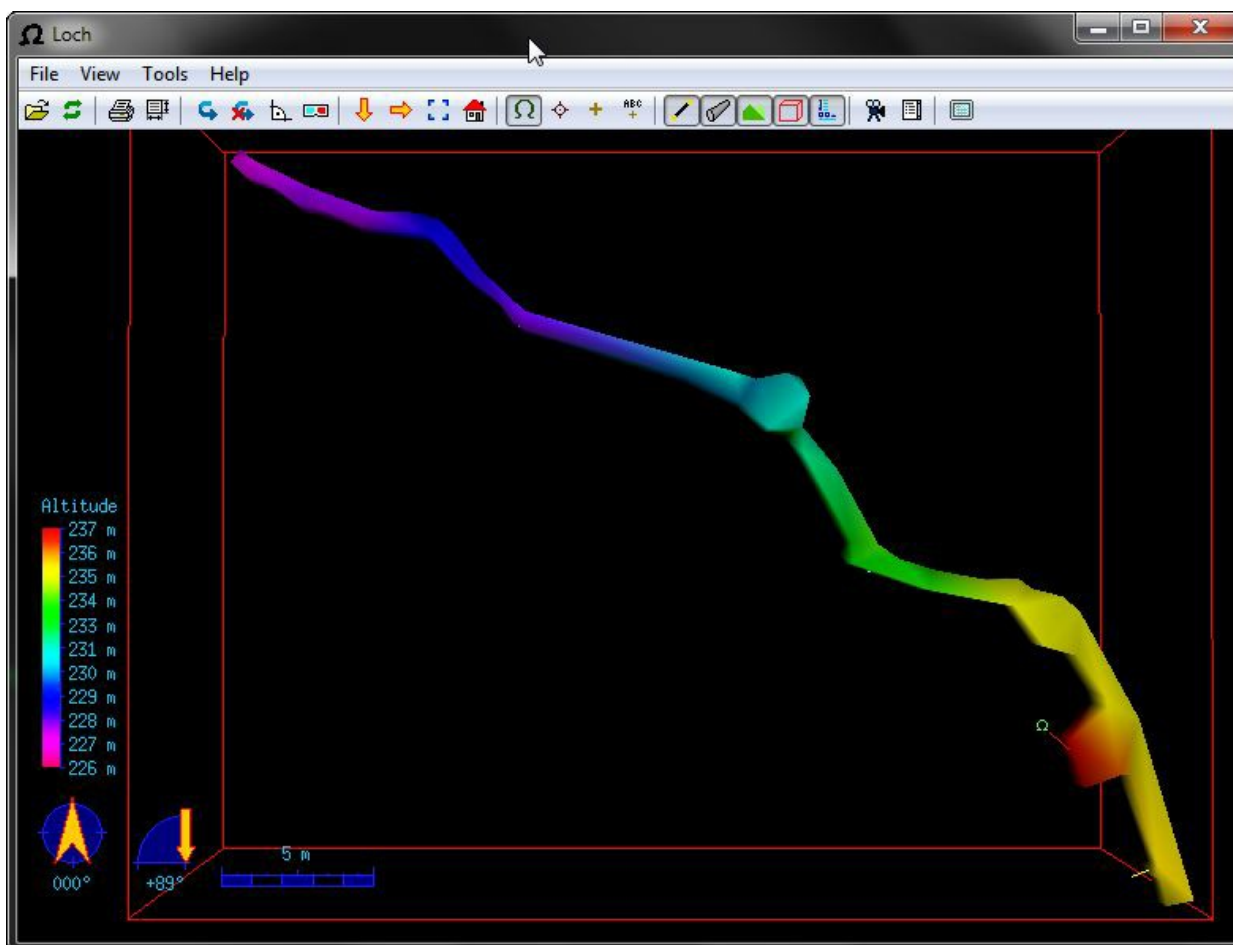 Ω Loch
File View Tools Help
ABC
Altitude
237 m
236 m
235 m
234 m
233 m
231 m
230 m
229 m
228 m
227 m
226 m
Ω
000°
+89°
5 m